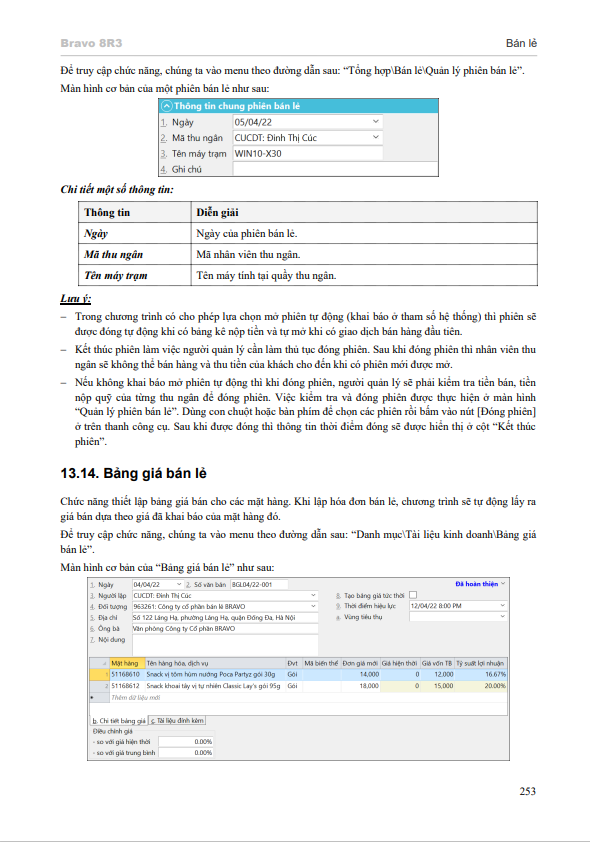 Bravo 8R3 Bán lẻ
Để truy cập chức năng, chúng ta vào menu theo đường dẫn sau: “Tổng hợp\Bán lẻ\Quản lý phiên bán lẻ”.
Màn hình cơ bản của một phiên bán lẻ như sau:
Thông tin chung phiên bán lẻ
1. Ngày 05/04/22
2. Mã thu ngân CUCDT: Đinh Thị Cúc
3. Tên máy trạm WIN10-X30
4. Ghi chú
Chi tiết một số thông tin:
Thông tin Diễn giải
Ngày Ngày của phiên bán lẻ.
Mã thu ngân Mã nhân viên thu ngân.
Tên máy trạm Tên máy tính tại quầy thu ngân.
Lưu ý:
– Trong chương trình có cho phép lựa chọn mở phiên tự động (khai báo ở tham số hệ thống) thì phiên sẽ
được đóng tự động khi có bảng kê nộp tiền và tự mở khi có giao dịch bán hàng đầu tiên.
– Kết thúc phiên làm việc người quản lý cần làm thủ tục đóng phiên. Sau khi đóng phiên thì nhân viên thu
ngân sẽ không thể bán hàng và thu tiền của khách cho đến khi có phiên mới được mở.
– Nếu không khai báo mở phiên tự động thì khi đóng phiên, người quản lý sẽ phải kiểm tra tiền bán, tiền
nộp quỹ của từng thu ngân để đóng phiên. Việc kiểm tra và đóng phiên được thực hiện ở màn hình
“Quản lý phiên bán lẻ”. Dùng con chuột hoặc bàn phím để chọn các phiên rồi bấm vào nút [Đóng phiên]
ở trên thanh công cụ. Sau khi được đóng thì thông tin thời điểm đóng sẽ được hiển thị ở cột “Kết thúc
phiên”.
13.14. Bảng giá bán lẻ
Chức năng thiết lập bảng giá bán cho các mặt hàng. Khi lập hóa đơn bán lẻ, chương trình sẽ tự động lấy ra
giá bán dựa theo giá đã khai báo của mặt hàng đó.
Để truy cập chức năng, chúng ta vào menu theo đường dẫn sau: “Danh mục\Tài liệu kinh doanh\Bảng giá
bán lẻ”.
Màn hình cơ bản của “Bảng giá bán lẻ” như sau:
1. Ngày 04/04/22 2. Số văn bản BGL04/22-001 Đã hoàn thiện
3. Người lập CUCDT: Đinh Thị Cúc 8. Tạo bảng giá tức thời
4. Đối tượng 963261: Công ty cổ phần bán lẻ BRAVO 9. Thời điểm hiệu lực 12/04/22 8:00 PM
5. Địa chỉ Số 122 Láng Hạ, phường Láng Hạ, quận Đống Đa, Hà Nội a. Vùng tiêu thụ
6. Ông bà Văn phòng Công ty Cổ phần BRAVO
7. Nội dung
Mặt hàng Tên hàng hóa, dịch vụ Đvt Mã biến thể Đơn giá mới Giá hiện thời Giá vốn TB Tỷ suất lợi nhuận
1 51168610 Snack vị tôm hùm nướng Poca Partyz gói 30g Gói 14,000 0 12,000 16.67%
2 51168612 Snack khoai tây vị tự nhiên Classic Lay's gói 95g Gói 18,000 0 15,000 20.00%
Thêm dữ liệu mới
b. Chi tiết bảng giá c. Tài liệu đính kèm
Điều chỉnh giá
- so với giá hiện thời 0.00%
- so với giá trung bình 0.00%
253